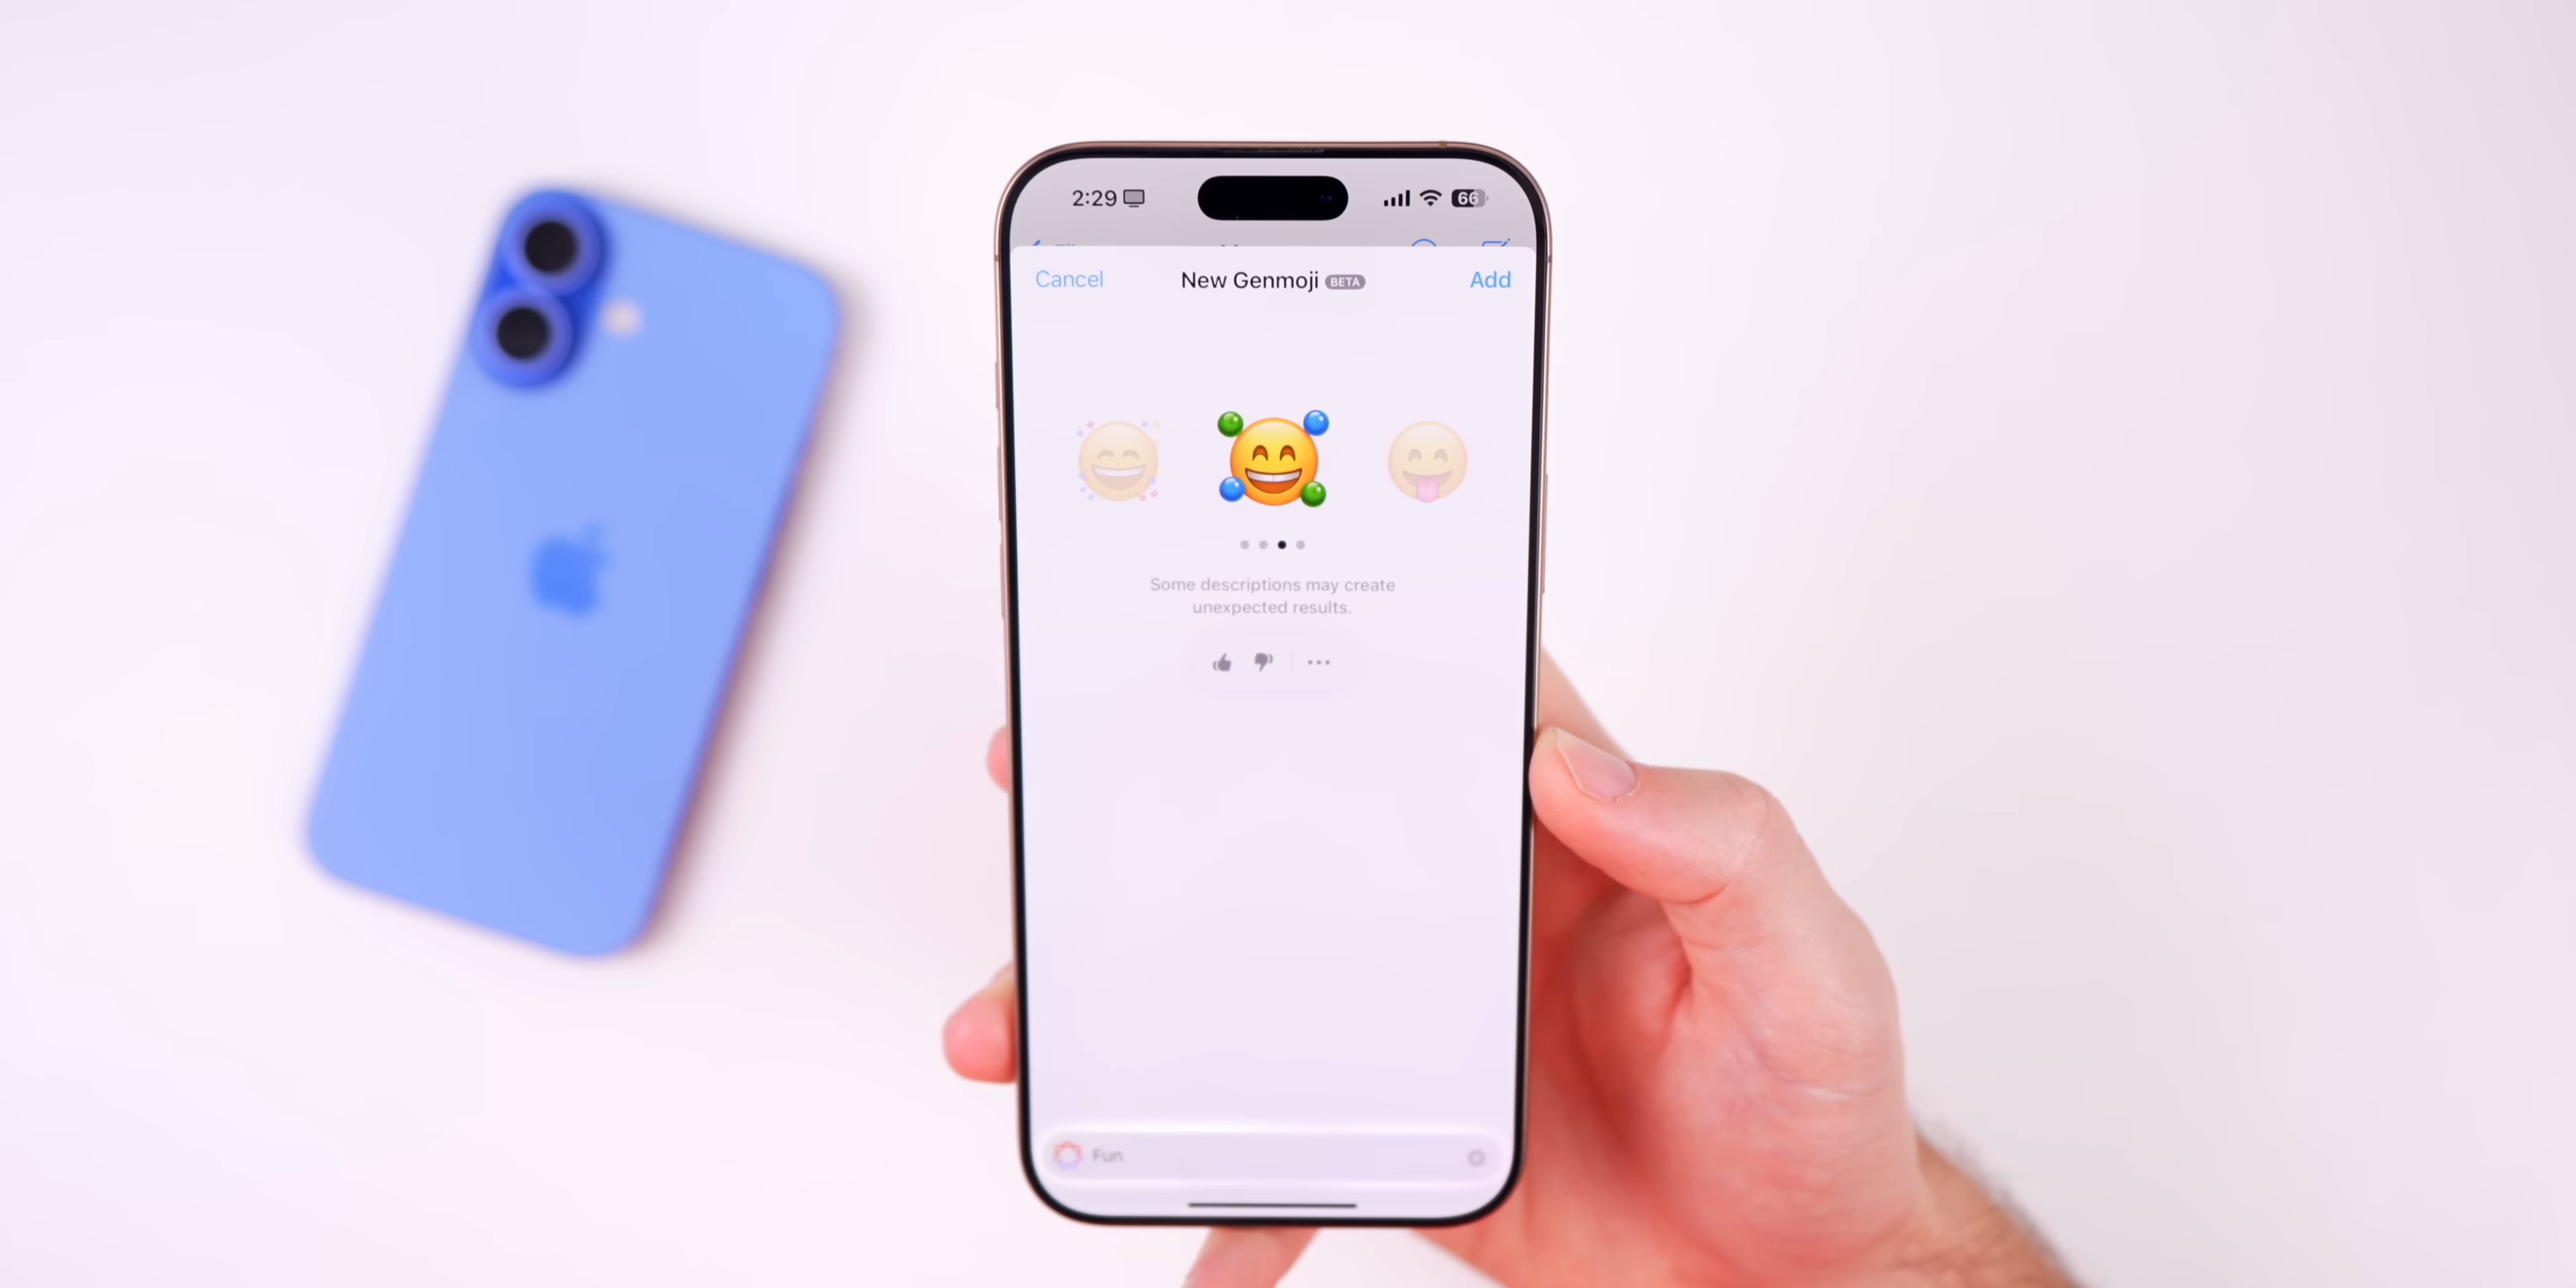 2:29
66
Cancel
New Genmoji BETA
Add
Some descriptions may create
unexpected results.
Fun